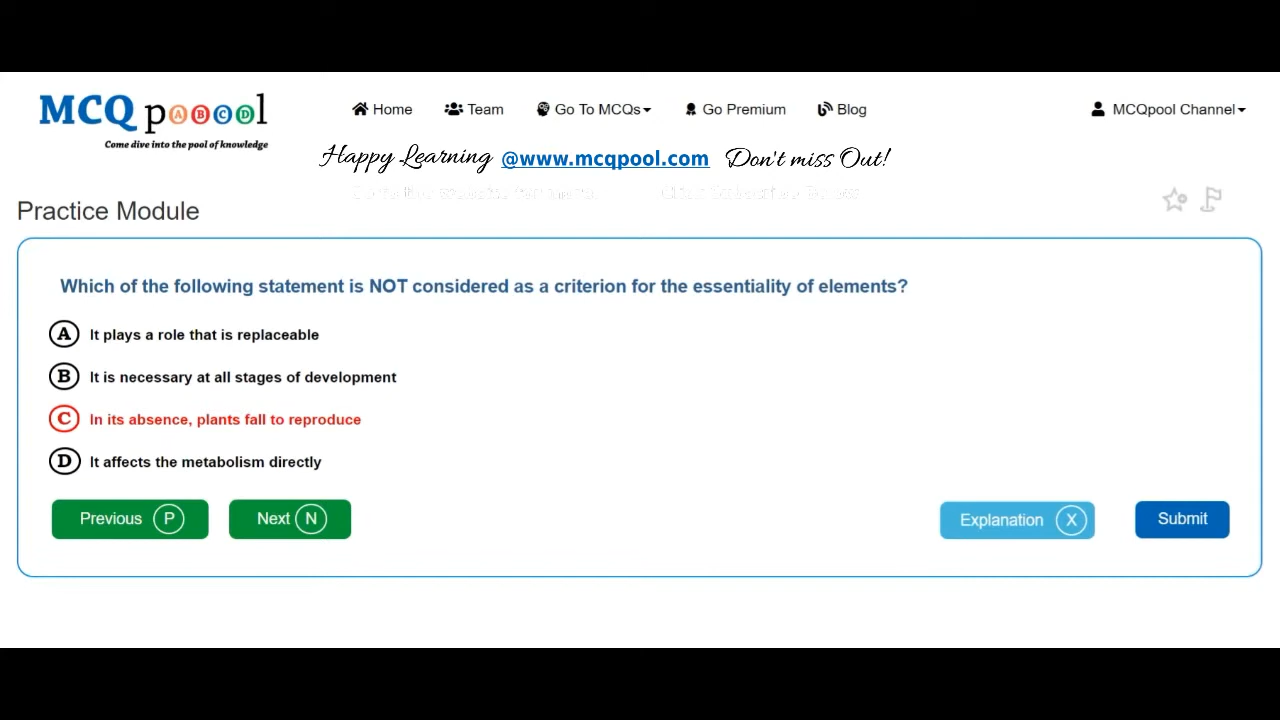 MCQ pABCDl
Come dive into the pool of knowledge
Home Team Go To MCQs Go Premium Blog MCQpool Channel
Happy Learning @www.mcqpool.com Don't miss Out!
Practice Module
Which of the following statement is NOT considered as a criterion for the essentiality of elements?
A It plays a role that is replaceable
B It is necessary at all stages of development
C In its absence, plants fall to reproduce
D It affects the metabolism directly
Previous P Next N Explanation X Submit